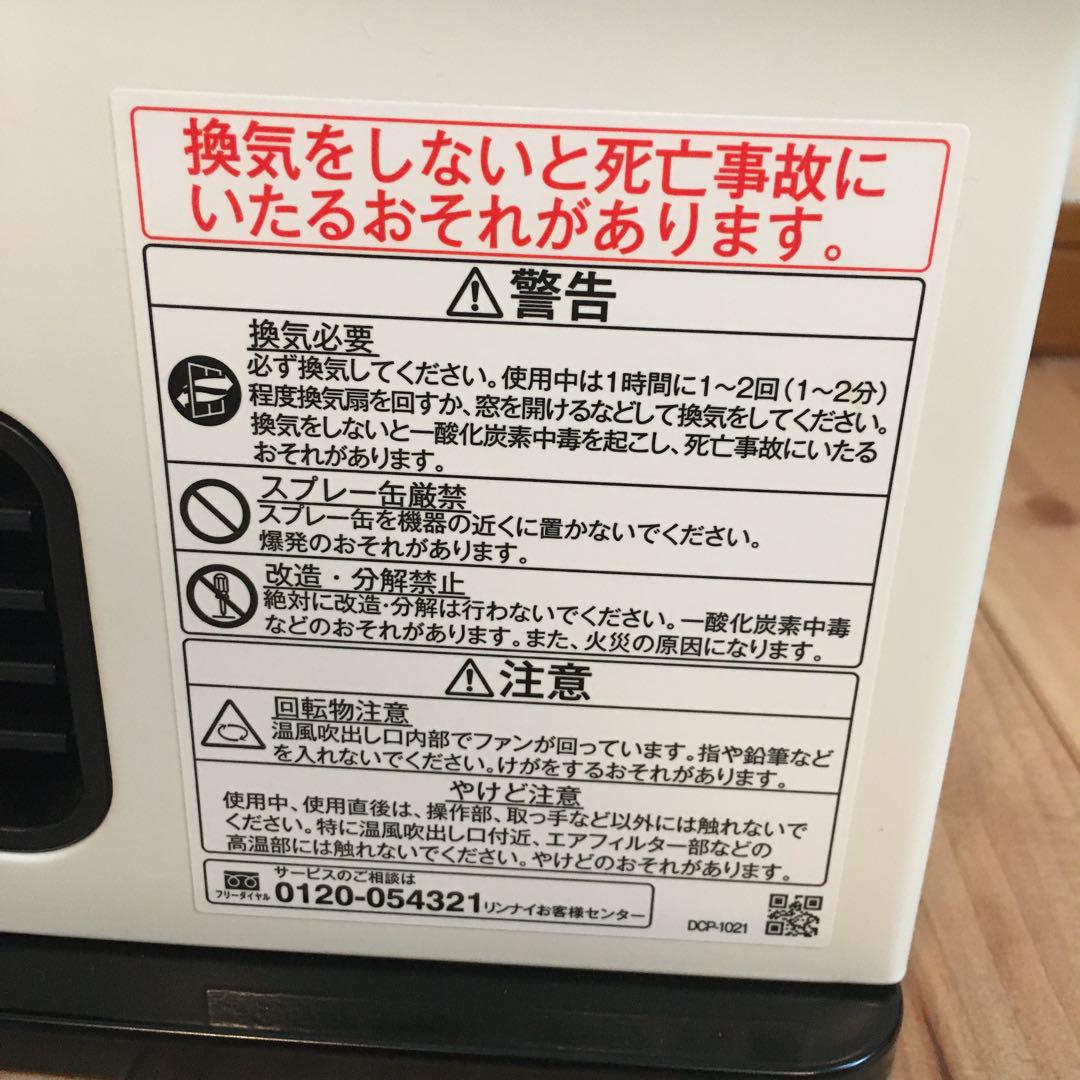 換気をしないと死亡事故に
いたるおそれがあります。
警告
換気必要
必ず換気してください。使用中は1時間に1〜2回(1〜2分)
程度換気扇を回すか、窓を開けるなどして換気をしてください。
換気をしないと一酸化炭素中毒を起こし、死亡事故にいたる
おそれがあります。
スプレー缶厳禁
スプレー缶を機器の近くに置かないでください。
爆発のおそれがあります。
改造・分解禁止
絶対に改造・分解は行わないでください。一酸化炭素中毒
などのおそれがあります。また、火災の原因になります。
注意
回転物注意
温風吹出し口内部でファンが回っています。指や鉛筆など
を入れないでください。けがをするおそれがあります。
やけど注意
使用中、使用直後は、操作部、取っ手など以外には触れないで
ください。特に温風吹出し口付近、エアフィルター部などの
高温部には触れないでください。やけどのおそれがあります。
サービスのご相談は
フリーダイヤル 0120-054321 リンナイお客様センター
DCP-1021